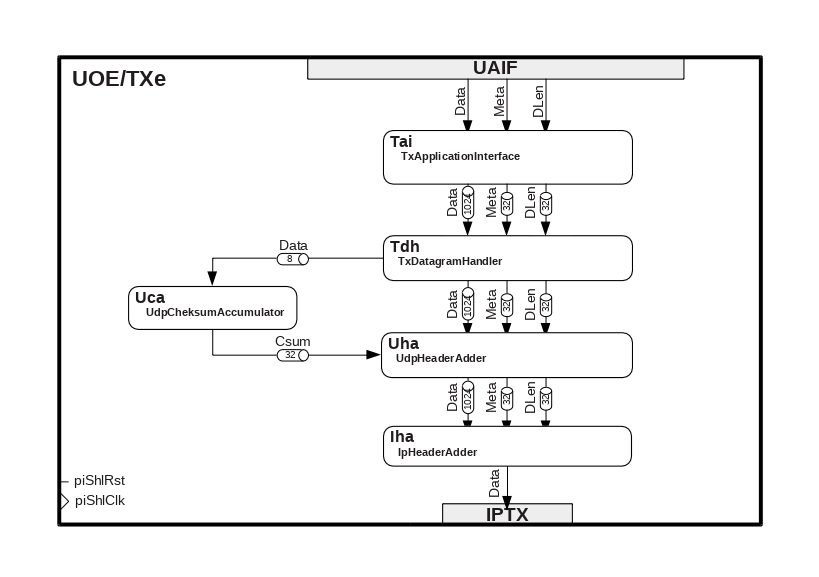 UAIF
UOE/TXe
Data
Meta
DLen
Tai
TxApplicationInterface
Data
1024
Meta
32
DLen
32
Tdh
TxDatagramHandler
Data
8
Uca
UdpCheksumAccumulator
Data
1024
Meta
32
DLen
32
Csum
32
Uha
UdpHeaderAdder
Data
1024
Meta
32
DLen
32
Iha
IpHeaderAdder
Data
piShlRst
piShlClk
IPTX